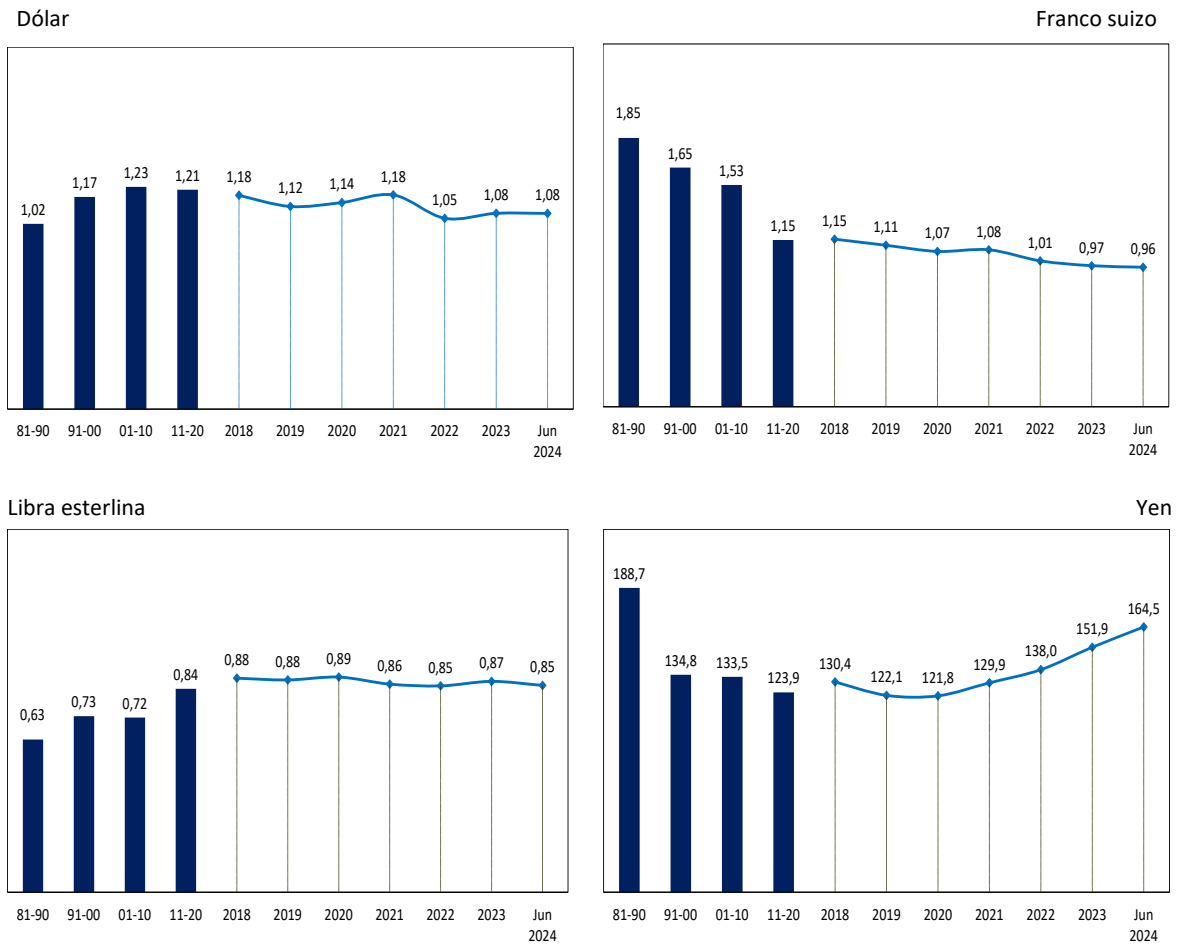 Dólar
1,02 1,17 1,23 1,21 1,18 1,12 1,14 1,18 1,05 1,08 1,08
81-90 91-00 01-10 11-20 2018 2019 2020 2021 2022 2023 Jun
2024
Franco suizo
1,85 1,65 1,53 1,15 1,15 1,11 1,07 1,08 1,01 0,97 0,96
81-90 91-00 01-10 11-20 2018 2019 2020 2021 2022 2023 Jun
2024
Libra esterlina
0,63 0,73 0,72 0,84 0,88 0,88 0,89 0,86 0,85 0,87 0,85
81-90 91-00 01-10 11-20 2018 2019 2020 2021 2022 2023 Jun
2024
Yen
188,7 134,8 133,5 123,9 130,4 122,1 121,8 129,9 138,0 151,9 164,5
81-90 91-00 01-10 11-20 2018 2019 2020 2021 2022 2023 Jun
2024